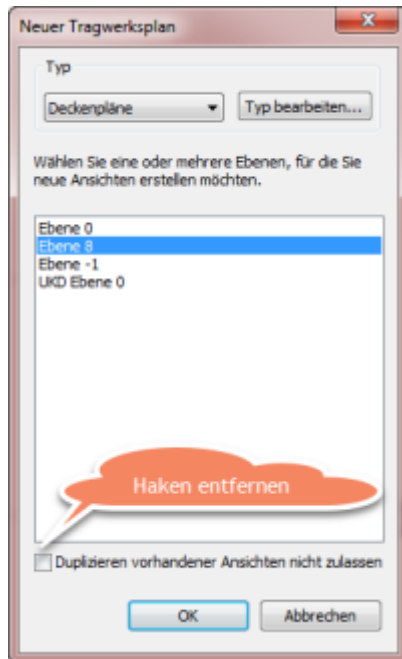 Neuer Tragwerksplan
Typ
Deckenpläne
Typ bearbeiten...
Wählen Sie eine oder mehrere Ebenen, für die Sie
neue Ansichten erstellen möchten.
Ebene 0
Ebene 8
Ebene -1
UKD Ebene 0
Haken entfernen
Duplizieren vorhandener Ansichten nicht zulassen
OK
Abbrechen